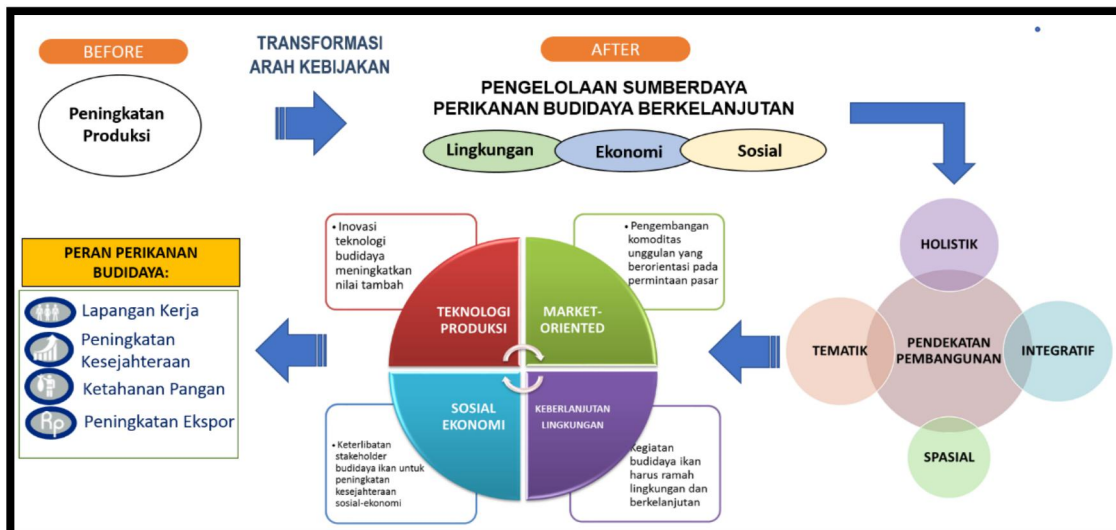 BEFORE
Peningkatan
Produksi
TRANSFORMASI
ARAH KEBIJAKAN
AFTER
PENGELOLAAN SUMBERDAYA
PERIKANAN BUDIDAYA BERKELANJUTAN
Lingkungan
Ekonomi
Sosial
HOLISTIK
TEMATIK
PENDEKATAN
PEMBANGUNAN
INTEGRATIF
SPASIAL
• Inovasi
teknologi
budidaya
meningkatkan
nilai tambah
• Pengembangan
komoditas
unggulan yang
berorientasi pada
permintaan pasar
TEKNOLOGI
PRODUKSI
MARKET-
ORIENTED
SOSIAL
EKONOMI
KEBERLANJUTAN
LINGKUNGAN
• Keterlibatan
stakeholder
budidaya ikan untuk
peningkatan
kesejahteraan
sosial-ekonomi
Kegiatan
budidaya ikan
harus ramah
lingkungan dan
berkelanjutan
PERAN PERIKANAN
BUDIDAYA:
Lapangan Kerja
Peningkatan
Kesejahteraan
Ketahanan Pangan
Rp
Peningkatan Ekspor